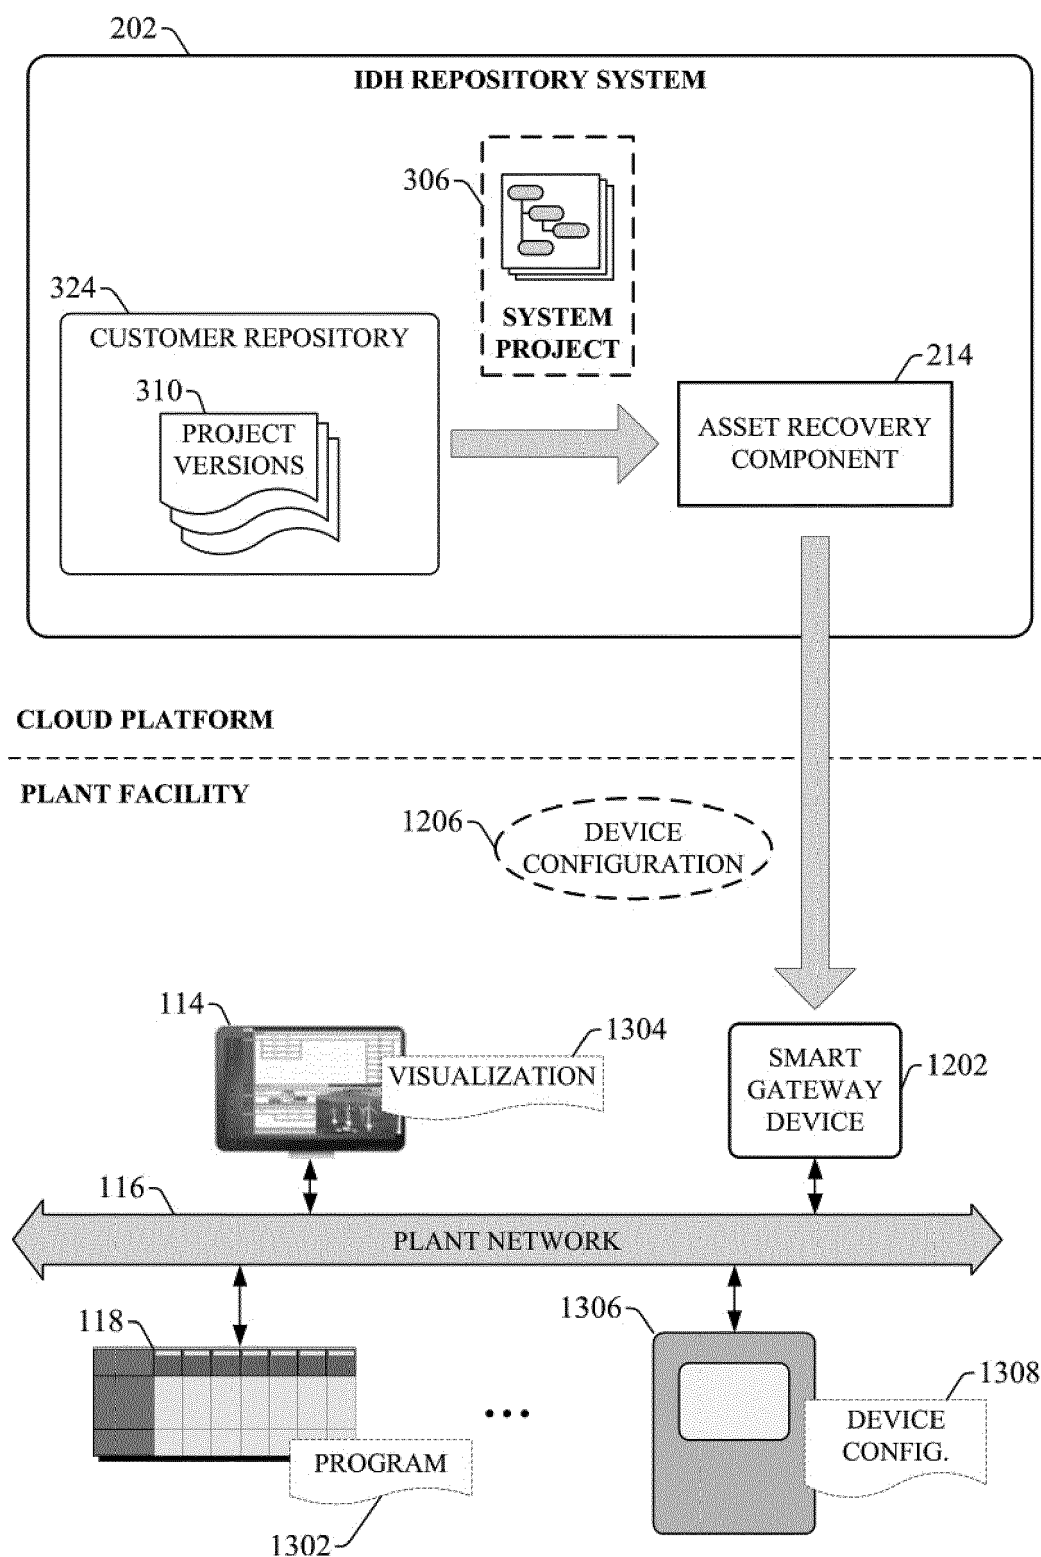 202
IDH REPOSITORY SYSTEM
306
SYSTEM
PROJECT
324
CUSTOMER REPOSITORY
310
PROJECT
VERSIONS
214
ASSET RECOVERY
COMPONENT
CLOUD PLATFORM
PLANT FACILITY
1206
DEVICE
CONFIGURATION
114
1304
VISUALIZATION
SMART
GATEWAY
DEVICE
1202
116
PLANT NETWORK
118
PROGRAM
1302
...
1306
1308
DEVICE
CONFIG.